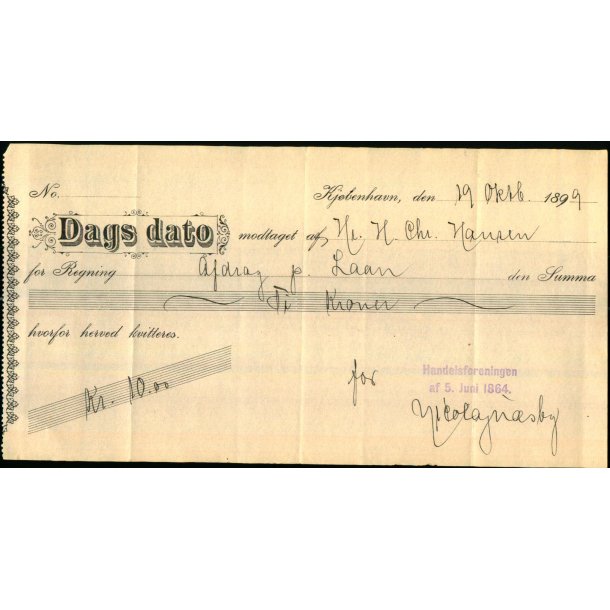 No. Kjøbenhavn, den 19 Oktb. 1899
Dags dato modtaget af Hr. H. Chr. Hansen
for Regning Afdrag p. Laan den Summa
Ti Kroner
hvorfor herved kvitteres.
Kr. 10.00
for
Handelsforeningen
af 5. Juni 1864.